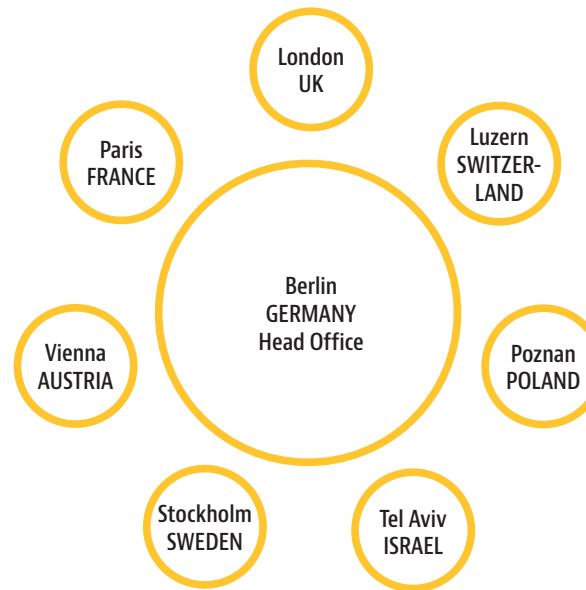 London
UK
Luzern
SWITZER-
LAND
Paris
FRANCE
Berlin
GERMANY
Head Office
Vienna
AUSTRIA
Poznan
POLAND
Stockholm
SWEDEN
Tel Aviv
ISRAEL